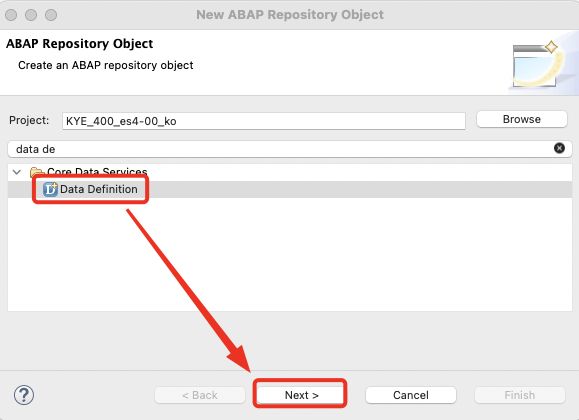 New ABAP Repository Object
ABAP Repository Object
Create an ABAP repository object
Project: KYE_400_es4-00_ko Browse
data de
Core Data Services
Data Definition
< Back Next > Cancel Finish